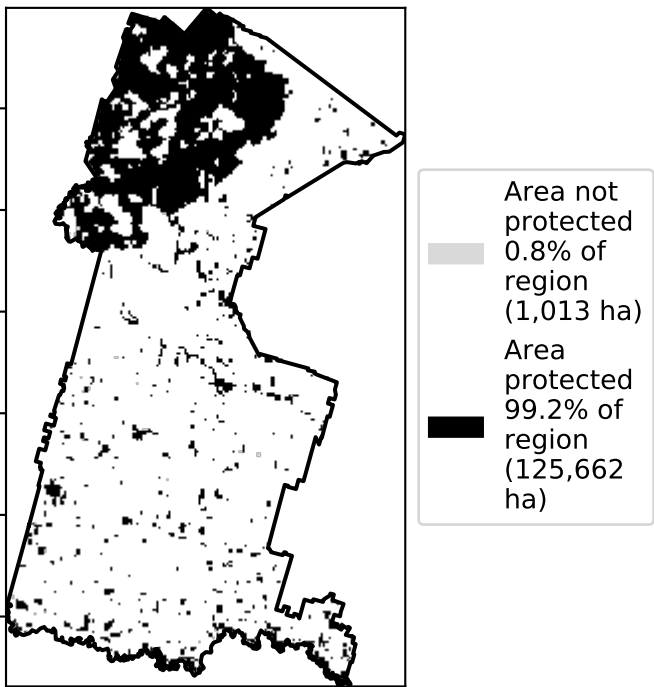 Area not
protected
0.8% of
region
(1,013 ha)
Area
protected
99.2% of
region
(125,662
ha)